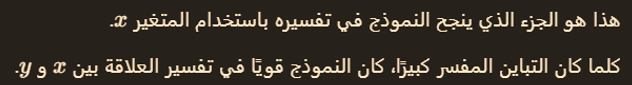 هذا هو الجزء الذي ينجح النموذج في تفسيره باستخدام المتغير x.
كلما كان التباين المفسر كبيرًا، كان النموذج قويًا في تفسير العلاقة بين x و y.